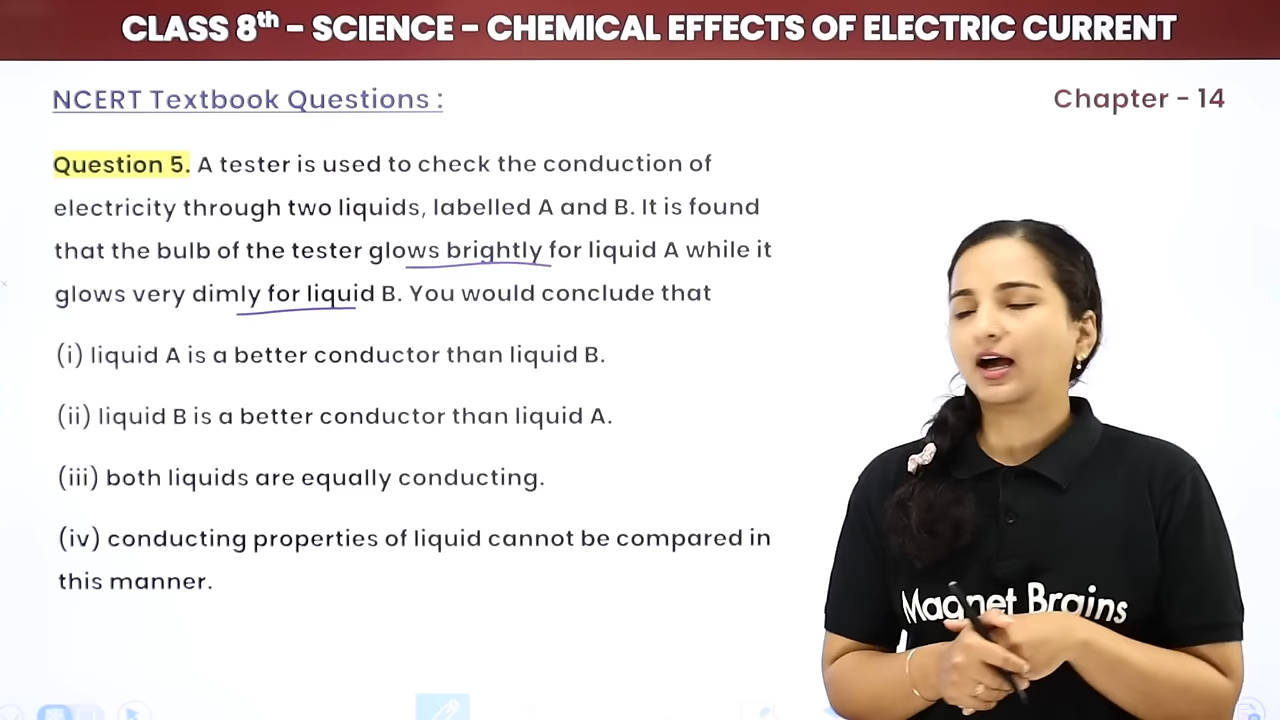 CLASS 8th - SCIENCE - CHEMICAL EFFECTS OF ELECTRIC CURRENT
NCERT Textbook Questions :
Chapter - 14
Question 5. A tester is used to check the conduction of
electricity through two liquids, labelled A and B. It is found
that the bulb of the tester glows brightly for liquid A while it
glows very dimly for liquid B. You would conclude that
(i) liquid A is a better conductor than liquid B.
(ii) liquid B is a better conductor than liquid A.
(iii) both liquids are equally conducting.
(iv) conducting properties of liquid cannot be compared in
this manner.
Magnet Brains